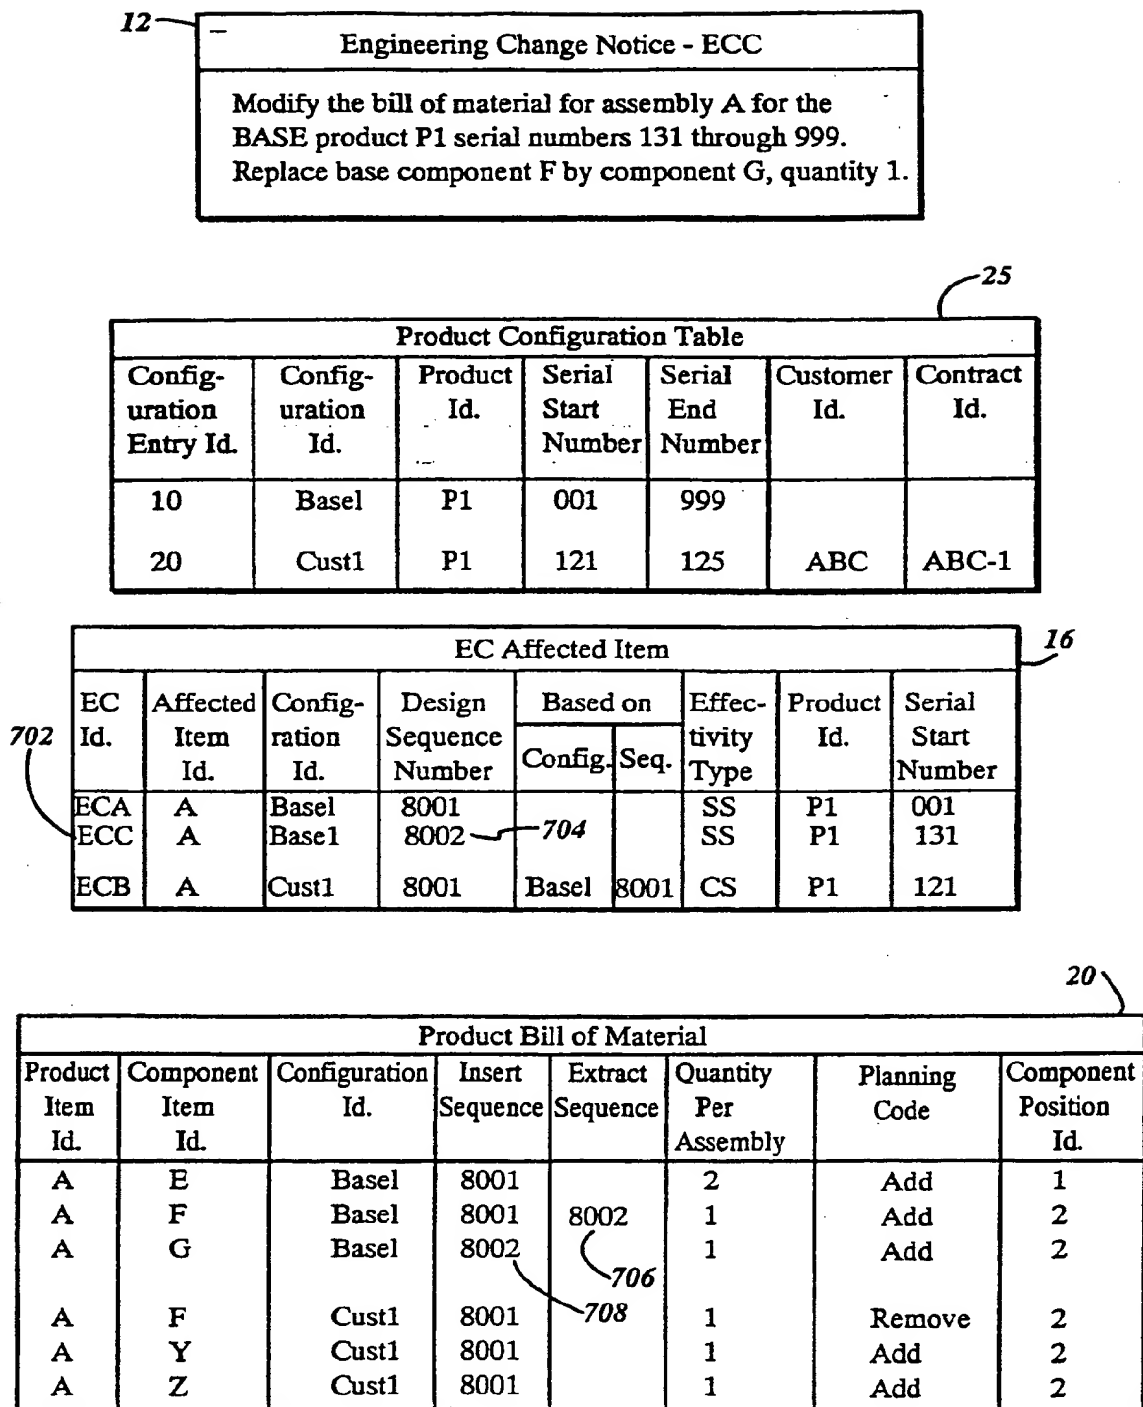 12
Engineering Change Notice - ECC
Modify the bill of material for assembly A for the
BASE product P1 serial numbers 131 through 999.
Replace base component F by component G, quantity 1.
25
Product Configuration Table
Config- Config- Product Serial Serial Customer Contract
uration uration Id. Start End Id. Id.
Entry Id. Id. Number Number
10 Basel P1 001 999
20 Cust1 P1 121 125 ABC ABC-1
16
EC Affected Item
EC Affected Config- Design Based on Effec- Product Serial
702 Id. Item ration Sequence Config. Seq. tivity Id. Start
Id. Id. Number Type Number
ECA A Basel 8001 SS P1 001
ECC A Base1 8002 704 SS P1 131
ECB A Cust1 8001 Basel 8001 CS P1 121
20
Product Bill of Material
Product Component Configuration Insert Extract Quantity Planning Component
Item Item Id. Sequence Sequence Per Code Position
Id. Id. Assembly Id.
A E Basel 8001 2 Add 1
A F Basel 8001 8002 1 Add 2
A G Basel 8002 1 Add 2
706
708
A F Cust1 8001 1 Remove 2
A Y Cust1 8001 1 Add 2
A Z Cust1 8001 1 Add 2